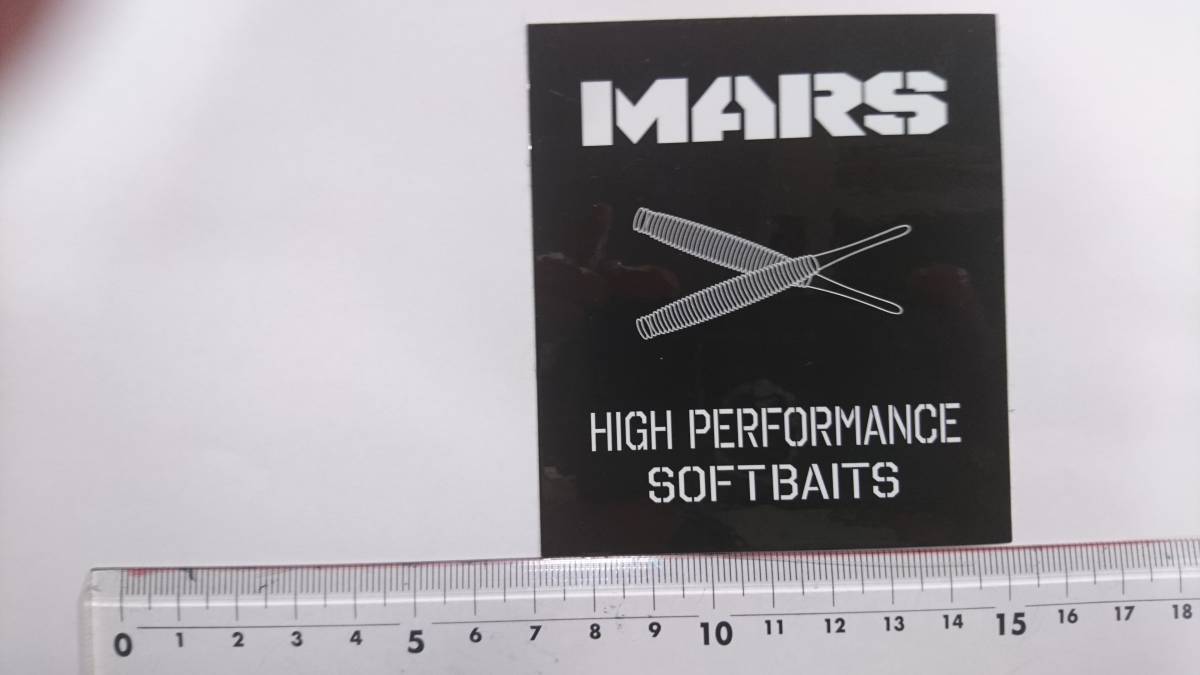 MARS
HIGH PERFORMANCE
SOFTBAITS
0 1 2 3 4 5 6 7 8 9 10 11 12 13 14 15 16 17 18